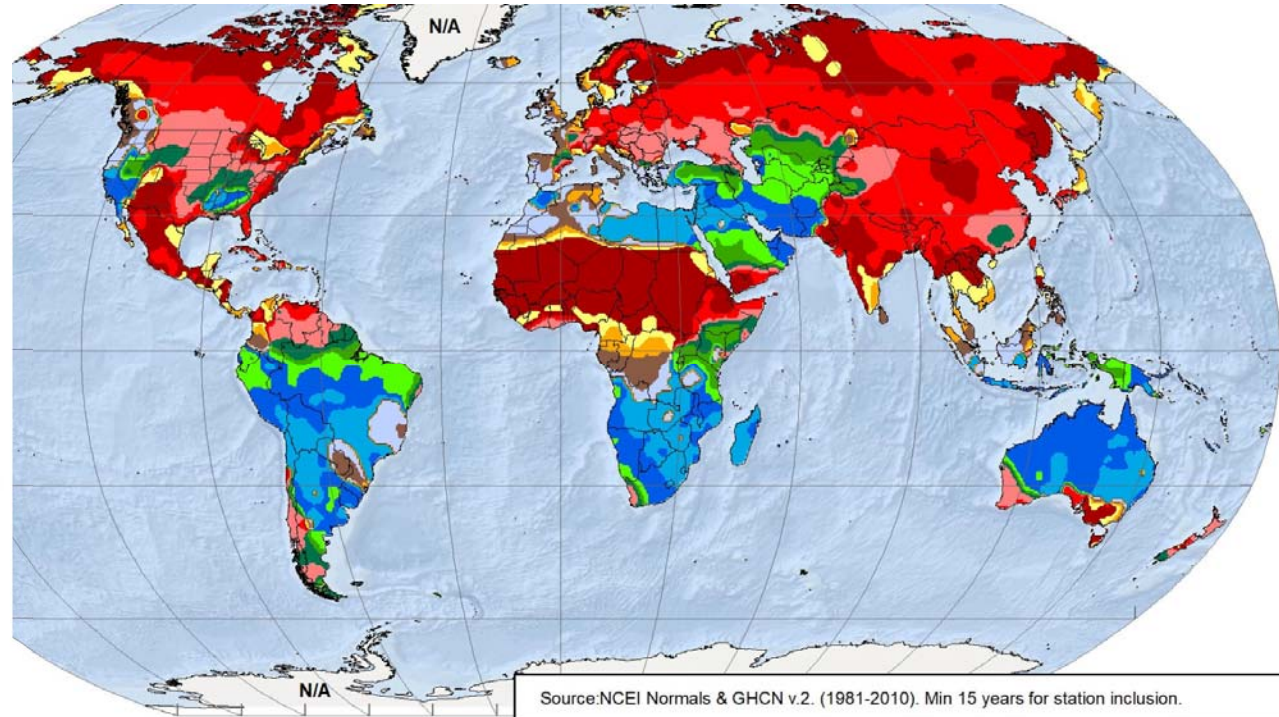 N/A
N/A
Source:NCEI Normals & GHCN v.2. (1981-2010). Min 15 years for station inclusion.